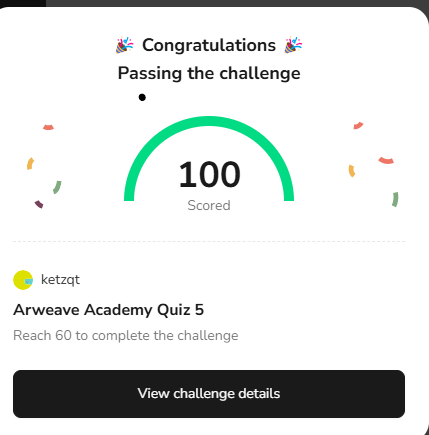 🎉 Congratulations 🎉
Passing the challenge
100
Scored
ketzqt
Arweave Academy Quiz 5
Reach 60 to complete the challenge
View challenge details